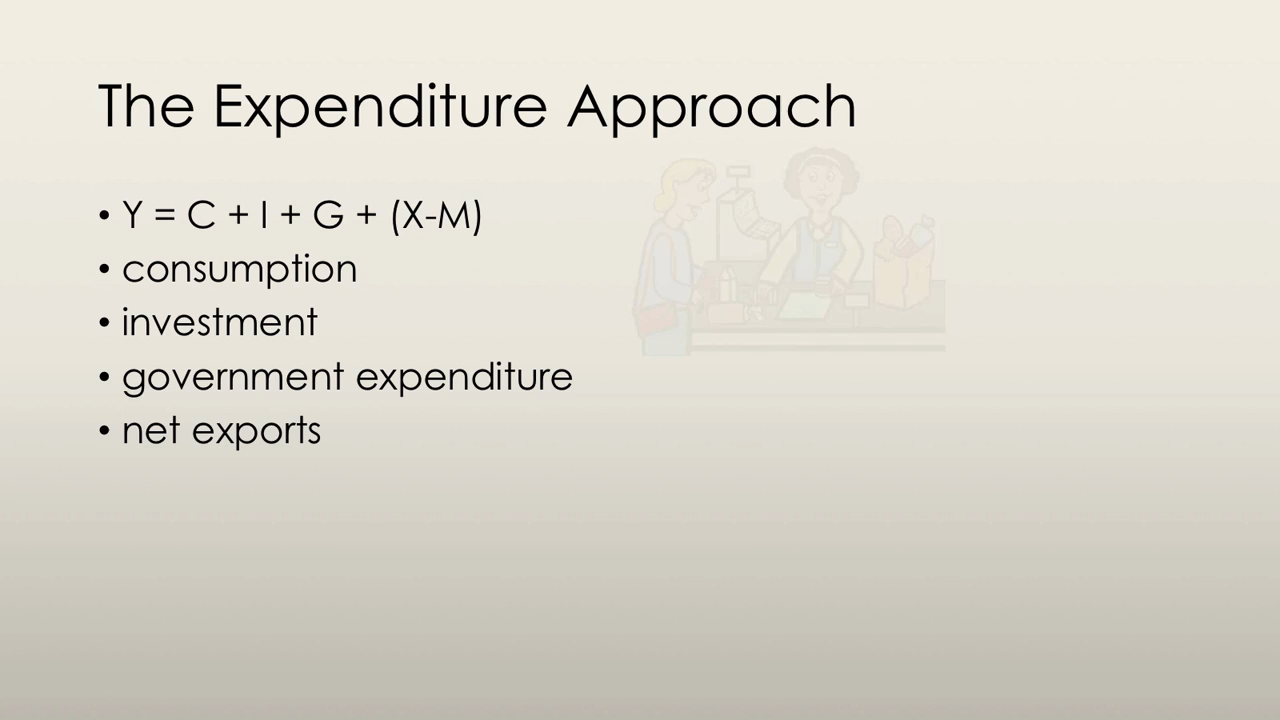 The Expenditure Approach
• Y = C + I + G + (X-M)
• consumption
• investment
• government expenditure
• net exports